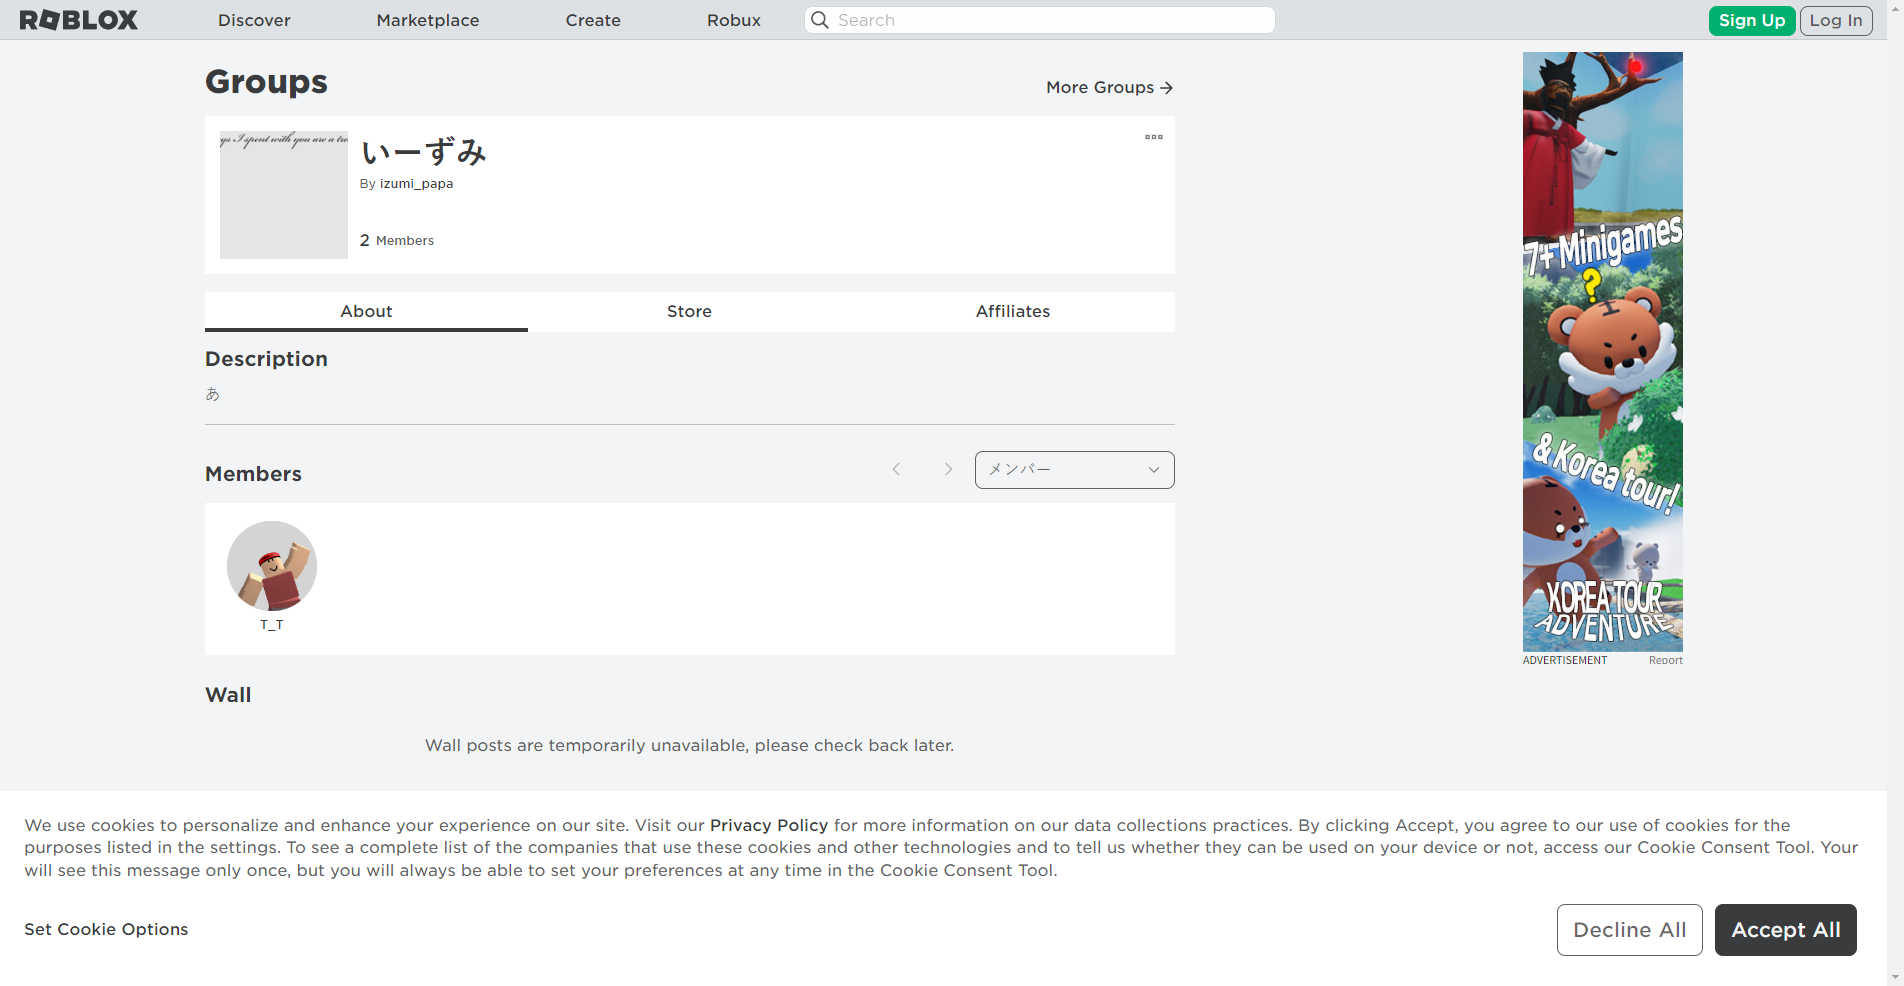 ROBLOX
Discover
Marketplace
Create
Robux
Search
Sign Up
Log In
Groups
More Groups
ys I spent with you are a tre
いーずみ
By izumi_papa
2 Members
About
Store
Affiliates
Description
あ
Members
メンバー
T_T
Wall
Wall posts are temporarily unavailable, please check back later.
7+ Minigames
?
& Korea tour!
KOREA TOUR
ADVENTURE
ADVERTISEMENT
Report
We use cookies to personalize and enhance your experience on our site. Visit our Privacy Policy for more information on our data collections practices. By clicking Accept, you agree to our use of cookies for the
purposes listed in the settings. To see a complete list of the companies that use these cookies and other technologies and to tell us whether they can be used on your device or not, access our Cookie Consent Tool. Your
will see this message only once, but you will always be able to set your preferences at any time in the Cookie Consent Tool.
Set Cookie Options
Decline All
Accept All